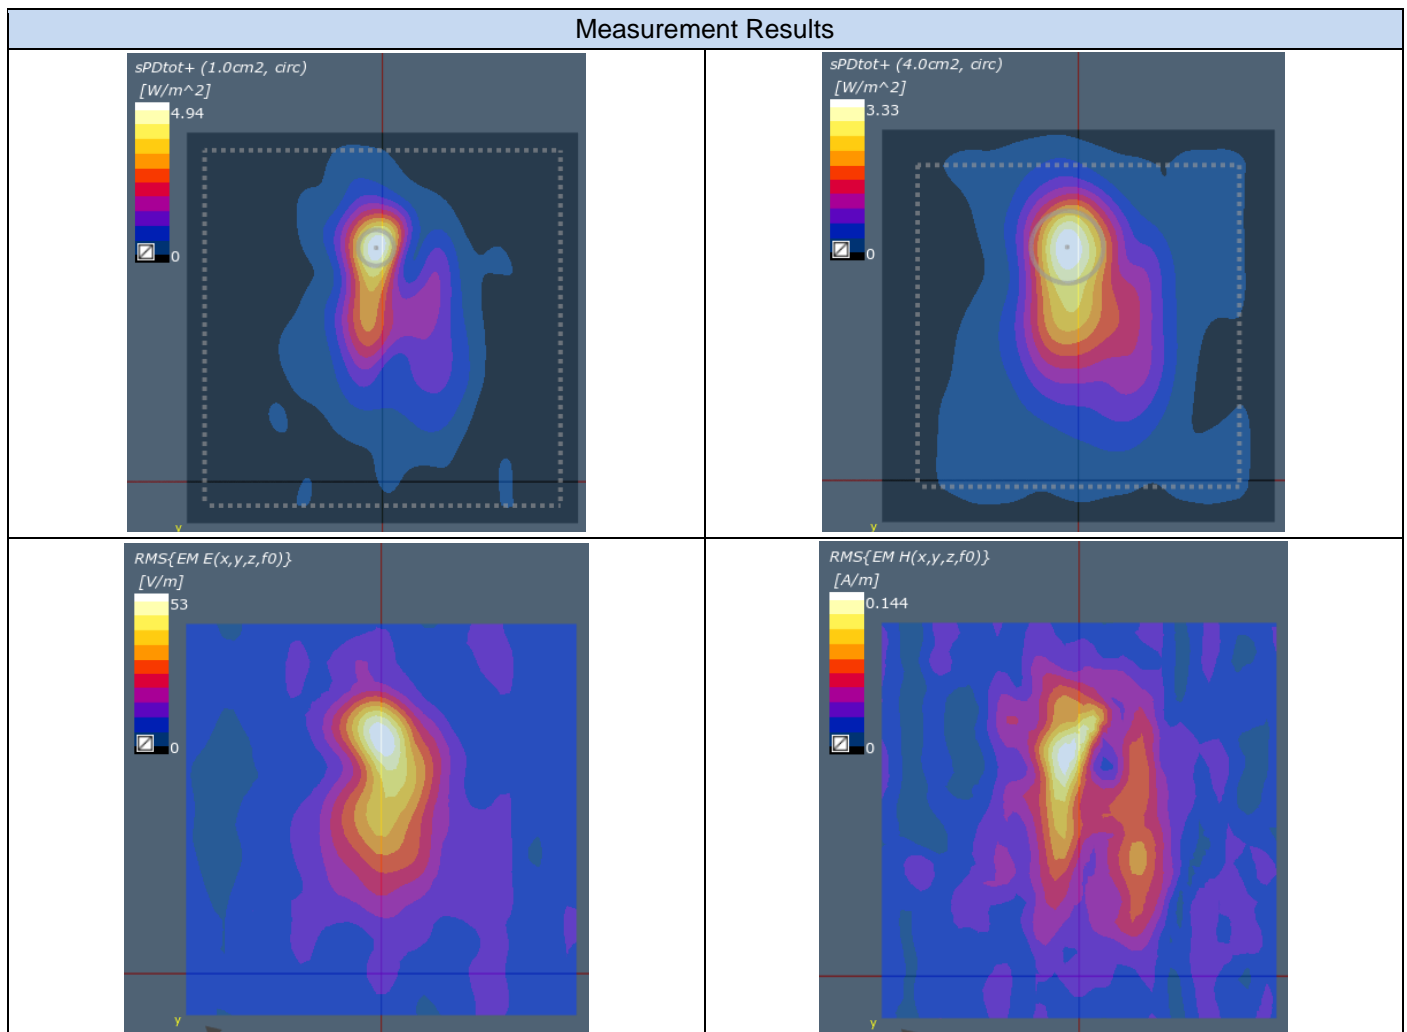 Measurement Results
sPDtot+ (1.0cm2, circ)
[W/m^2]
4.94
0
y
sPDtot+ (4.0cm2, circ)
[W/m^2]
3.33
0
y
RMS{EM E(x,y,z,f0)}
[V/m]
53
0
y
RMS{EM H(x,y,z,f0)}
[A/m]
0.144
0
y